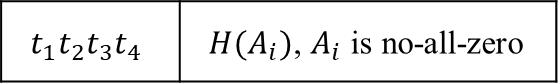 t₁t₂t₃t₄ H(Aᵢ), Aᵢ is no-all-zero